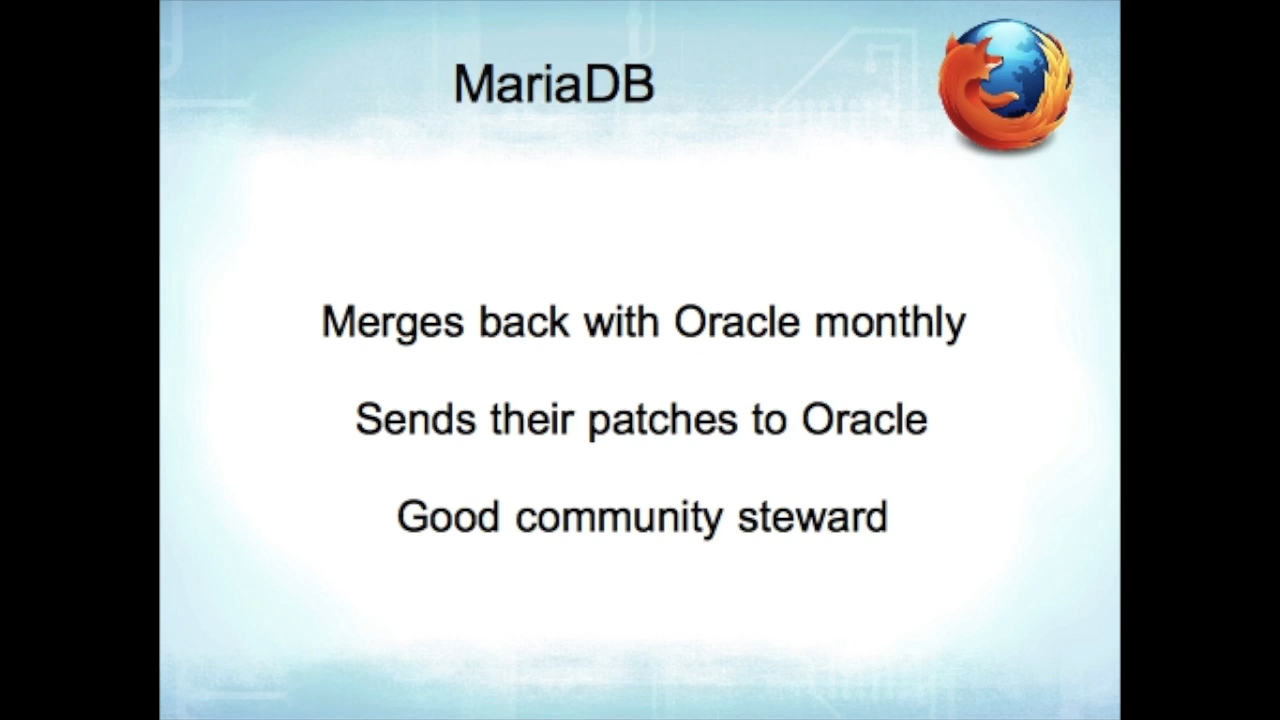 MariaDB
Merges back with Oracle monthly
Sends their patches to Oracle
Good community steward